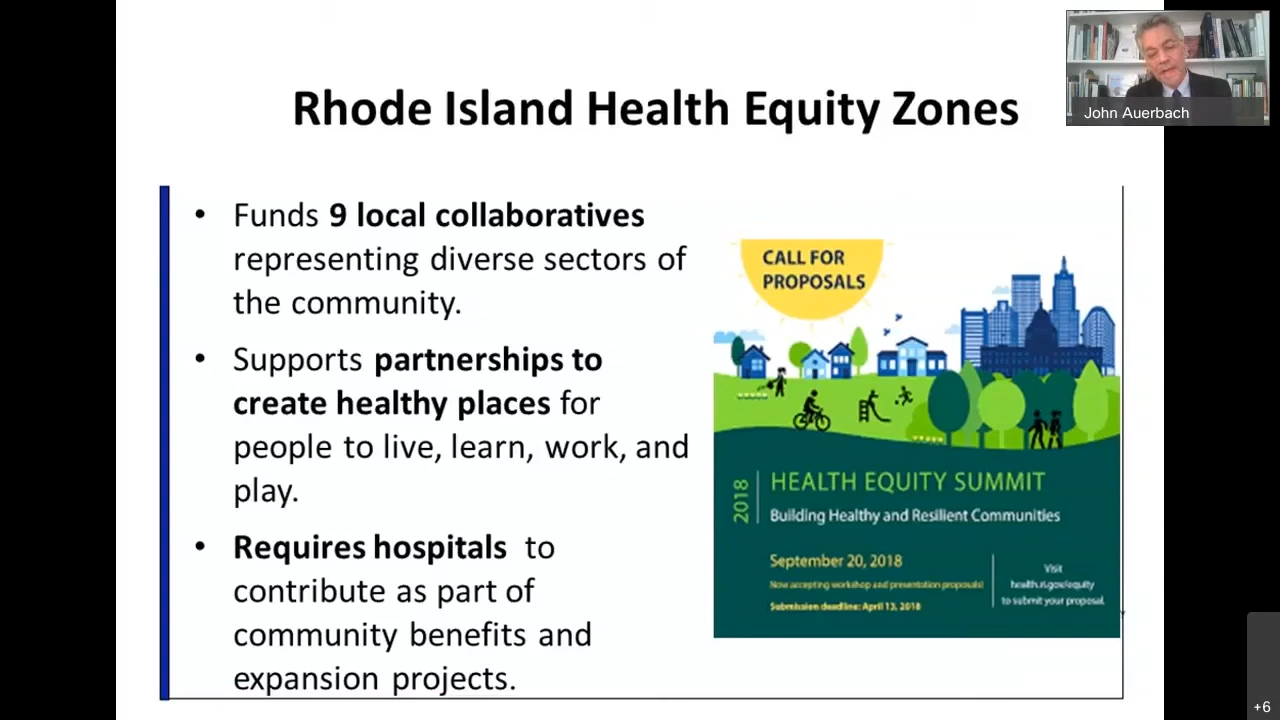 Rhode Island Health Equity Zones
John Auerbach
• Funds 9 local collaboratives
representing diverse sectors of
the community.
• Supports partnerships to
create healthy places for
people to live, learn, work, and
play.
• Requires hospitals to
contribute as part of
community benefits and
expansion projects.
CALL FOR
PROPOSALS
2018
HEALTH EQUITY SUMMIT
Building Healthy and Resilient Communities
September 20, 2018
Now accepting workshop and presentation proposals!
Submission deadline: April 13, 2018
Visit
health.ri.gov/equity
to submit your proposal.
+6